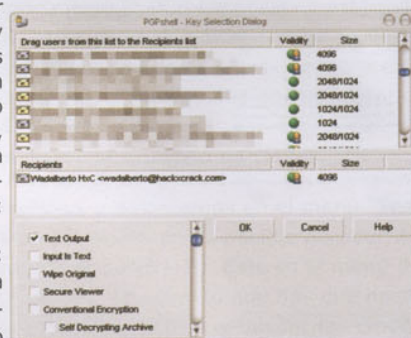 PGPshell - Key Selection Dialog
Drag users from this list to the Recipients list Validity Size
4096
4096
2048/1024
2048/1024
1024/1024
1024
2048/1024
Recipients Validity Size
Wadalberto HxC <wadalberto@hackxcrack.com> 4096
Text Output
Input Is Text
Wipe Original
Secure Viewer
Conventional Encryption
Self Decrypting Archive
OK Cancel Help